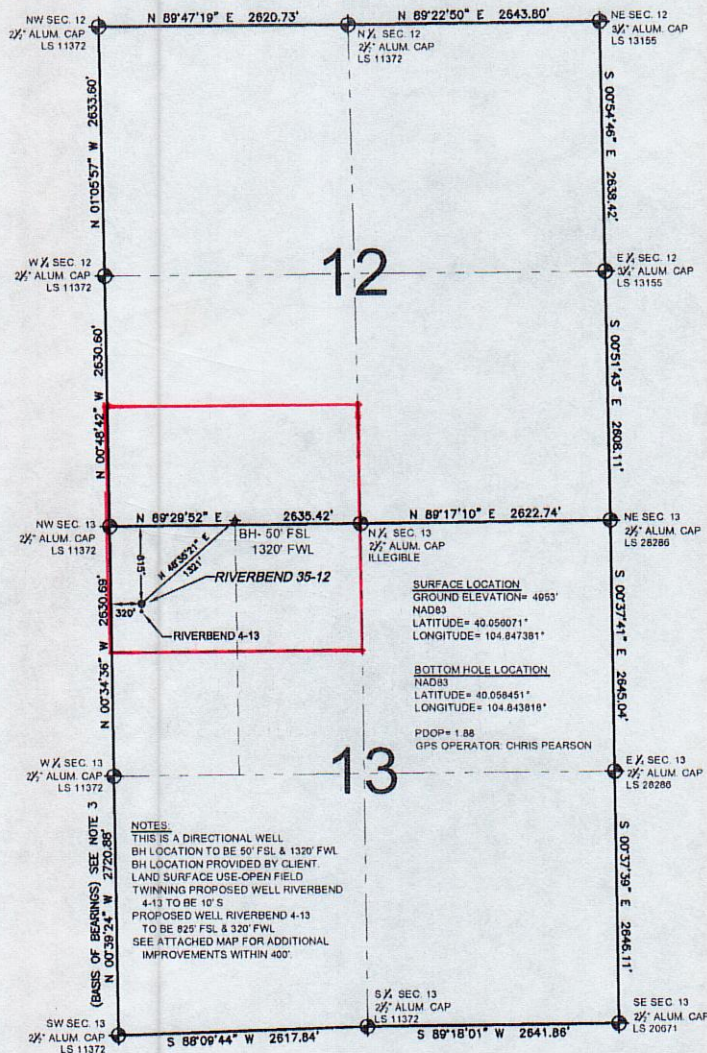 N 89°47'19" E 2620.73'
N 89°22'50" E 2643.80'
NW SEC. 12
2½" ALUM. CAP
LS 11372
N ¼ SEC. 12
2½" ALUM. CAP
LS 11372
NE SEC. 12
3¼" ALUM. CAP
LS 13155
N 01°05'57" W 2633.60'
S 00°54'46" E 2638.42'
W ¼ SEC. 12
2½" ALUM. CAP
LS 11372
12
E ¼ SEC. 12
3¼" ALUM. CAP
LS 13155
N 00°48'42" W 2630.60'
S 00°51'43" E 2608.11'
NW SEC. 13
2½" ALUM. CAP
LS 11372
N 89°29'52" E 2635.42'
N 89°17'10" E 2622.74'
BH- 50' FSL
1320' FWL
N ¼ SEC. 13
2½" ALUM. CAP
ILLEGIBLE
NE SEC. 13
2½" ALUM. CAP
LS 28286
815'
1321'
320'
RIVERBEND 35-12
RIVERBEND 4-13
N 00°34'36" W 2630.69'
S 00°37'41" E 2645.04'
SURFACE LOCATION
GROUND ELEVATION= 4953'
NAD83
LATITUDE= 40.056071°
LONGITUDE= 104.847381°
BOTTOM HOLE LOCATION
NAD83
LATITUDE= 40.058451°
LONGITUDE= 104.843818°
PDOP= 1.88
GPS OPERATOR: CHRIS PEARSON
W ¼ SEC. 13
2½" ALUM. CAP
LS 11372
13
E ¼ SEC. 13
2½" ALUM. CAP
LS 28286
(BASIS OF BEARINGS) SEE NOTE 3
N 00°39'24" W 2720.88'
S 00°37'39" E 2646.11'
NOTES:
THIS IS A DIRECTIONAL WELL
BH LOCATION TO BE 50' FSL & 1320' FWL
BH LOCATION PROVIDED BY CLIENT.
LAND SURFACE USE-OPEN FIELD
TWINNING PROPOSED WELL RIVERBEND
4-13 TO BE 10' S
PROPOSED WELL RIVERBEND 4-13
TO BE 825' FSL & 320' FWL
SEE ATTACHED MAP FOR ADDITIONAL
IMPROVEMENTS WITHIN 400'.
SW SEC. 13
2½" ALUM. CAP
LS 11372
S ¼ SEC. 13
2½" ALUM. CAP
LS 11372
SE SEC. 13
2½" ALUM. CAP
LS 20671
S 88°09'44" W 2617.84'
S 89°18'01" W 2641.86'